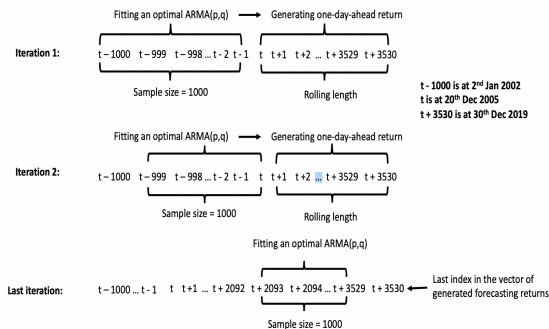 Fitting an optimal ARMA(p,q) Generating one-day-ahead return
Iteration 1: t – 1000 t – 999 t – 998 ... t - 2 t - 1 t t +1 t +2 ... t + 3529 t + 3530
Sample size = 1000 Rolling length
t - 1000 is at 2nd Jan 2002
t is at 20th Dec 2005
t + 3530 is at 30th Dec 2019
Fitting an optimal ARMA(p,q) Generating one-day-ahead return
Iteration 2: t – 1000 t – 999 t – 998 ... t - 2 t - 1 t t +1 t +2 ... t + 3529 t + 3530
Sample size = 1000 Rolling length
Fitting an optimal ARMA(p,q)
Last iteration: t – 1000 ... t - 1 t t +1 ... t + 2092 t + 2093 t + 2094 ... t + 3529 t + 3530 Last index in the vector of
generated forecasting returns
Sample size = 1000